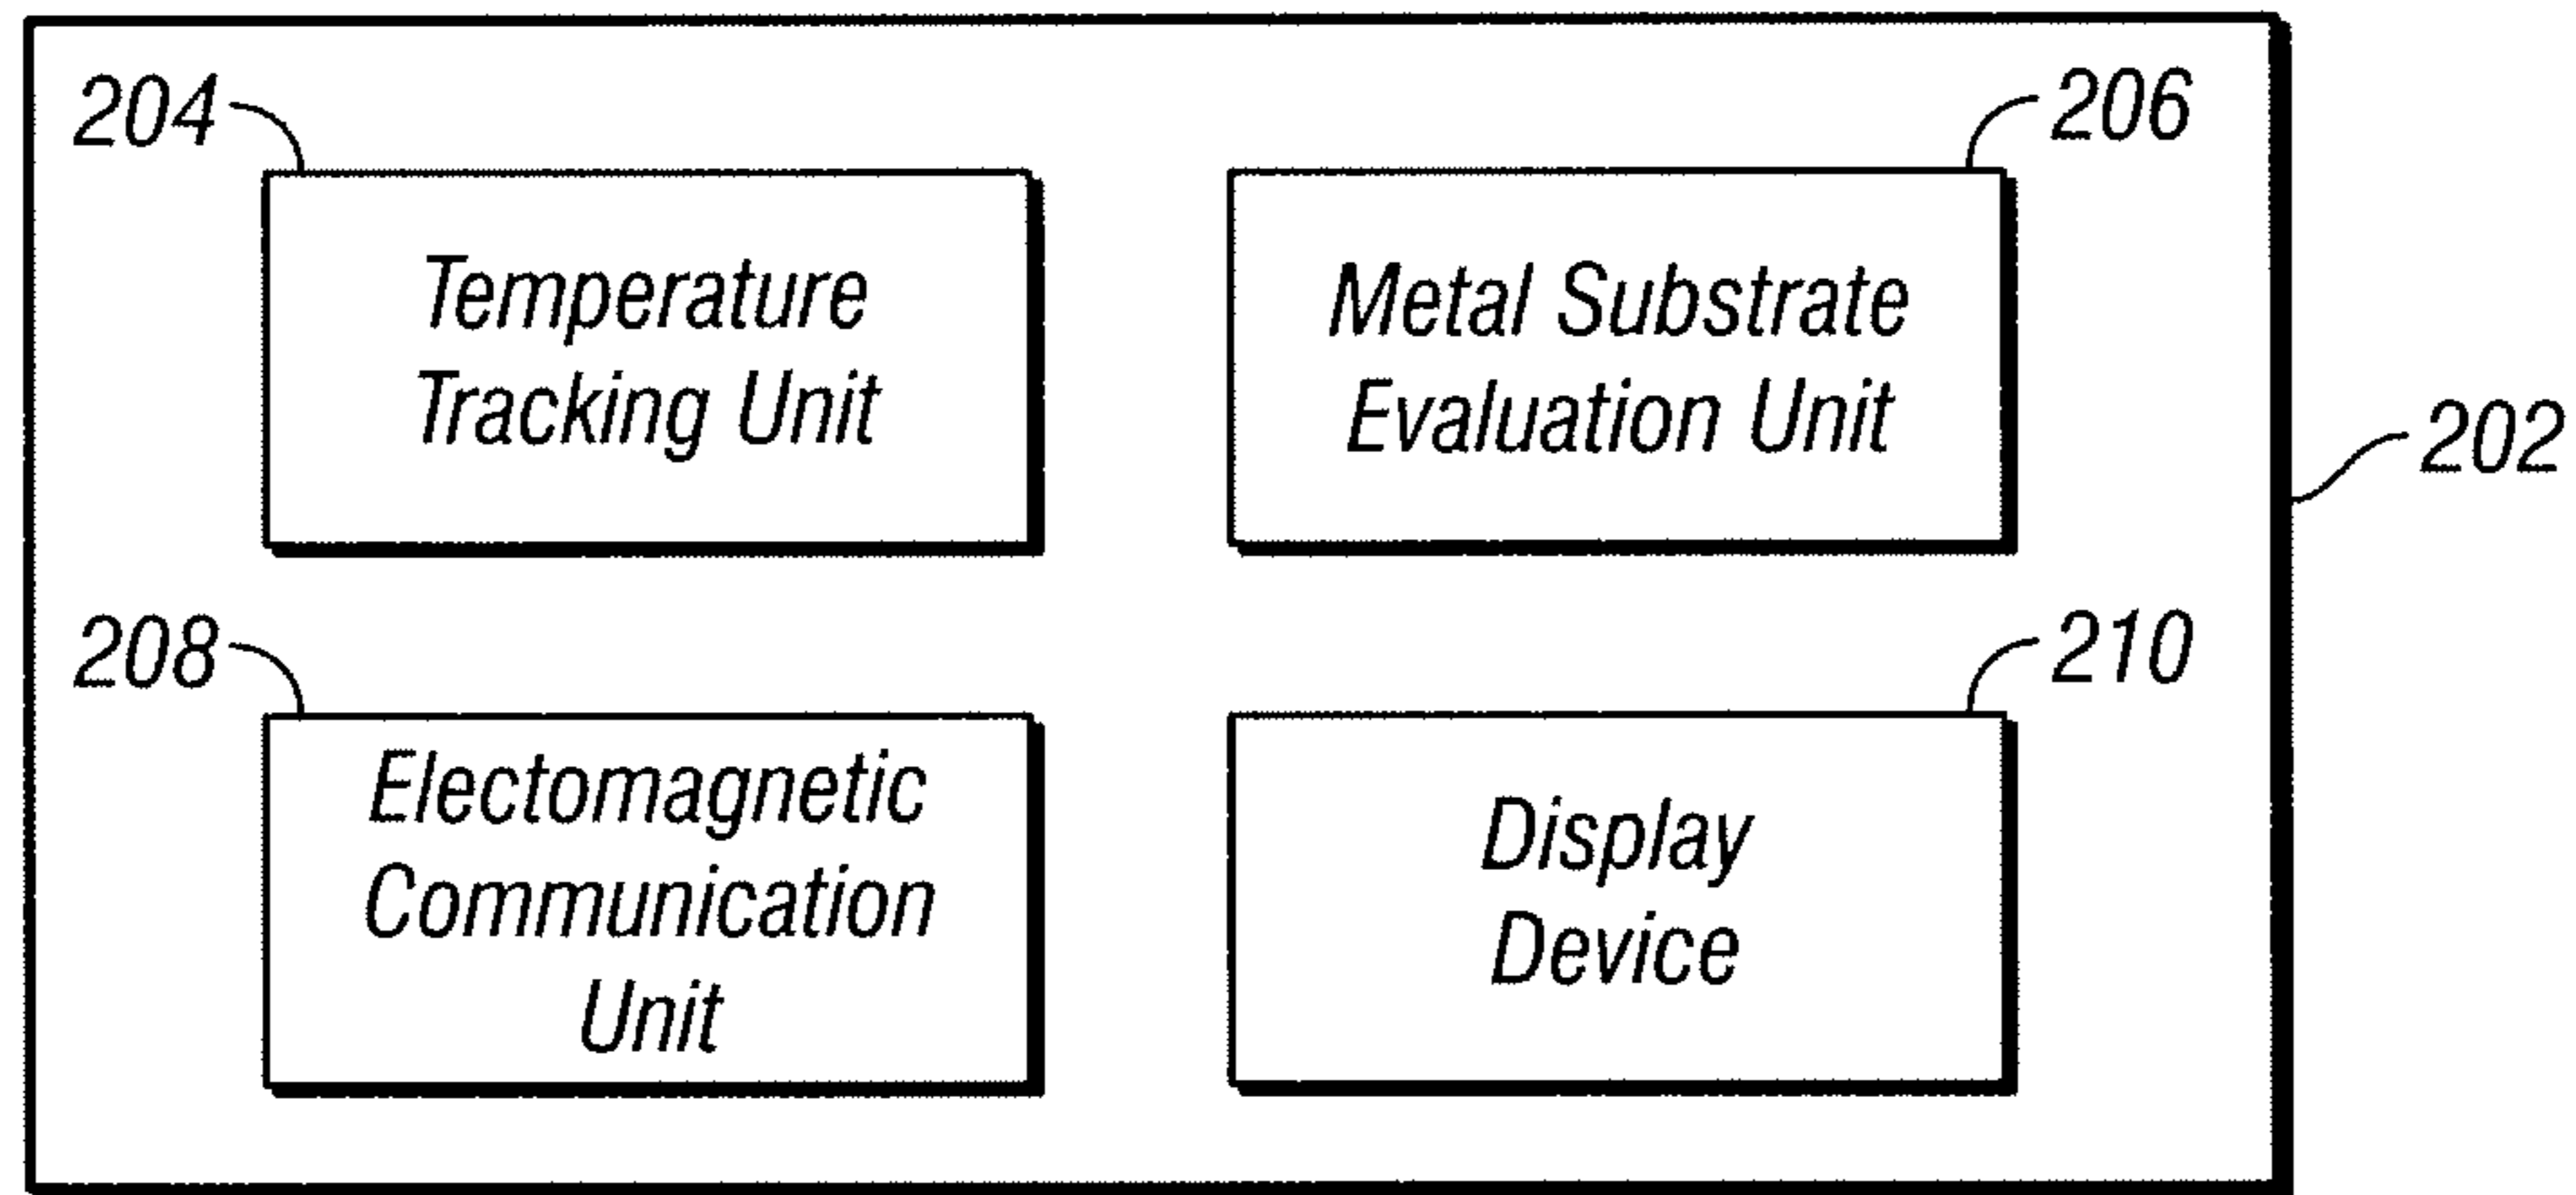 204
206
Temperature
Tracking Unit
Metal Substrate
Evaluation Unit
202
208
210
Electomagnetic
Communication
Unit
Display
Device